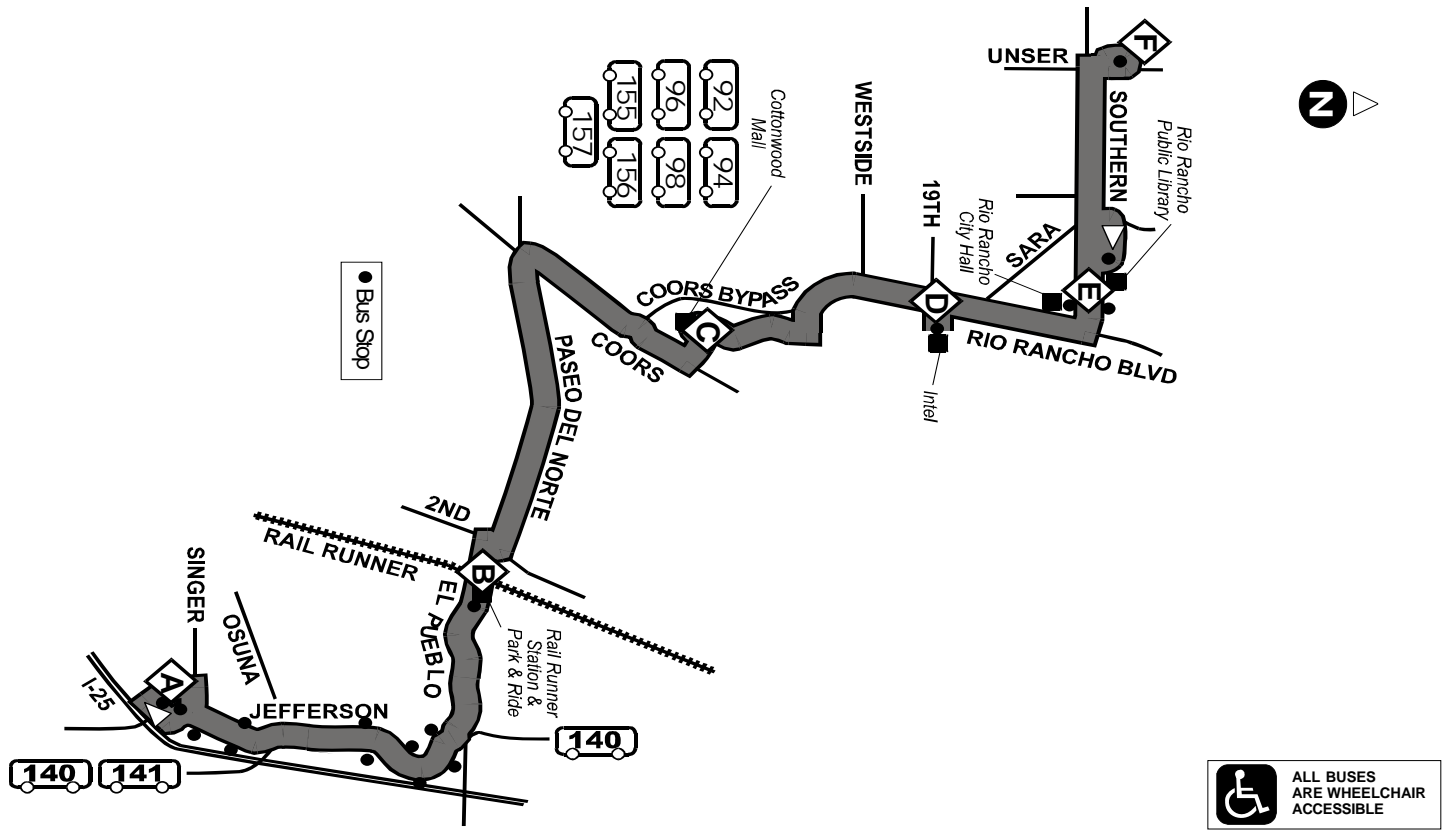 F
UNSER
SOUTHERN
N
Rio Rancho
Public Library
WESTSIDE
19TH
Rio Rancho
City Hall
SARA
E
D
RIO RANCHO BLVD
Intel
Cottonwood
Mall
92
94
96
98
155
156
157
COORS BYPASS
C
COORS
Bus Stop
PASEO DEL NORTE
2ND
RAIL RUNNER
B
EL PUEBLO
Rail Runner
Station &
Park & Ride
SINGER
OSUNA
A
I-25
JEFFERSON
140
140
141
ALL BUSES
ARE WHEELCHAIR
ACCESSIBLE